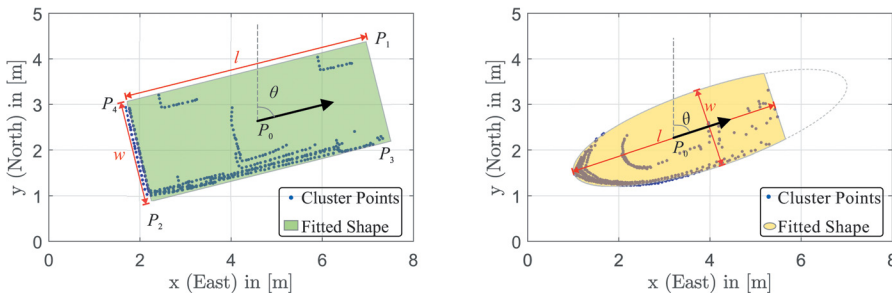 5
4
3
2
1
0
y (North) in [m]
P₁
l
θ
P₄
P₀
w
P₃
P₂
Cluster Points
Fitted Shape
0 2 4 6 8
x (East) in [m]
5
4
3
2
1
0
y (North) in [m]
θ
w
l
P₀
Cluster Points
Fitted Shape
0 2 4 6 8
x (East) in [m]